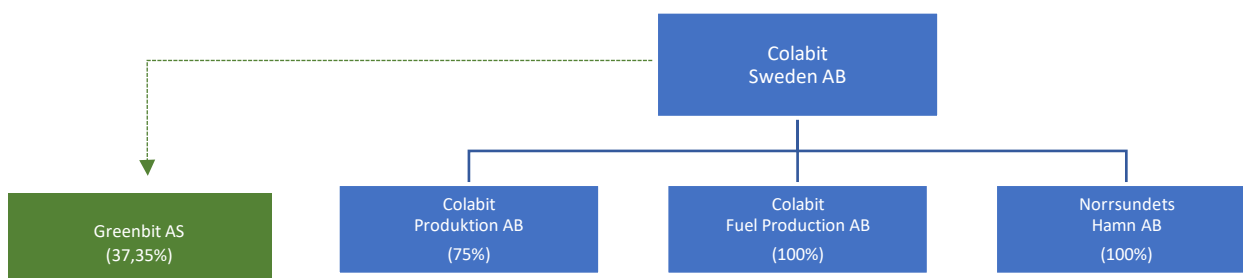 Colabit
Sweden AB
Greenbit AS
(37,35%)
Colabit
Produktion AB
(75%)
Colabit
Fuel Production AB
(100%)
Norrsundets
Hamn AB
(100%)